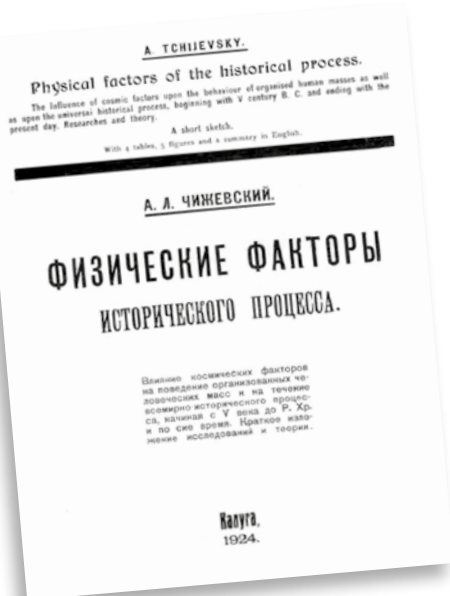 A. TCHIJEVSKY.
Physical factors of the historical process.
The Influence of cosmic factors upon the behaviour of organised human masses as well
as upon the universal historical process, beginning with V century B. C. and ending with the
present day. Researches and theory.
A short sketch.
With 4 tables, 5 figures and a summary in English.
А. Л. ЧИЖЕВСКИЙ.
ФИЗИЧЕСКИЕ ФАКТОРЫ
ИСТОРИЧЕСКОГО ПРОЦЕССА.
Влияние космических факторов
на поведение организованных че-
ловеческих масс и на течение
всемирно-исторического процес-
са, начиная с V века до Р. Хр.
и по сие время. Краткое изло-
жение исследований и теории.
Калуга,
1924.